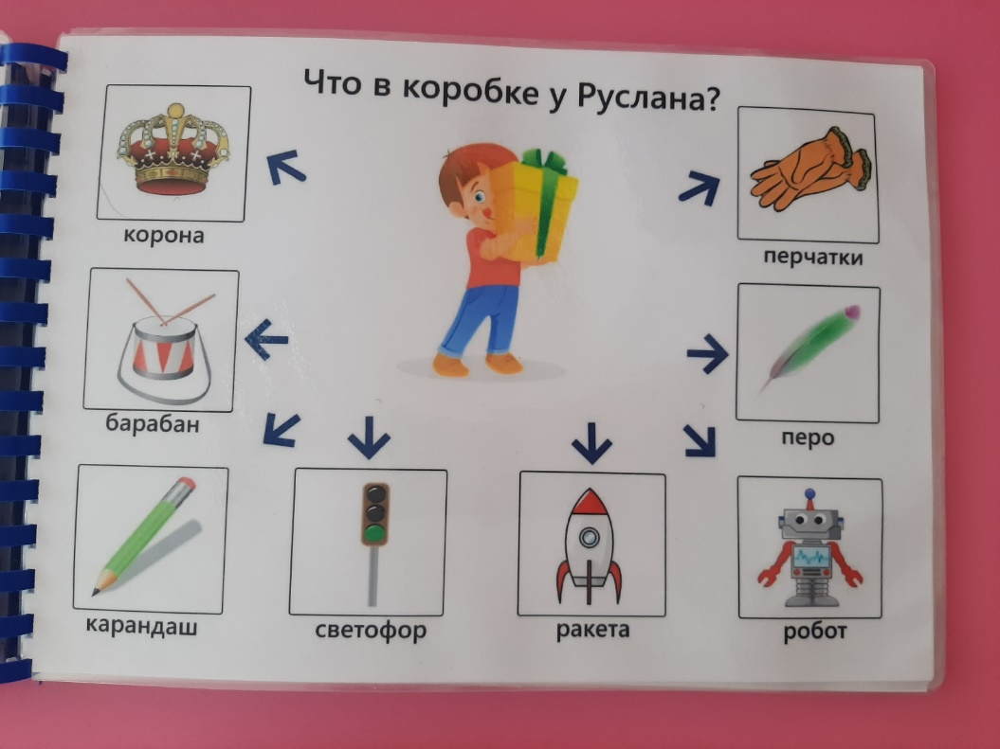 Что в коробке у Руслана?
корона
перчатки
барабан
перо
карандаш
светофор
ракета
робот